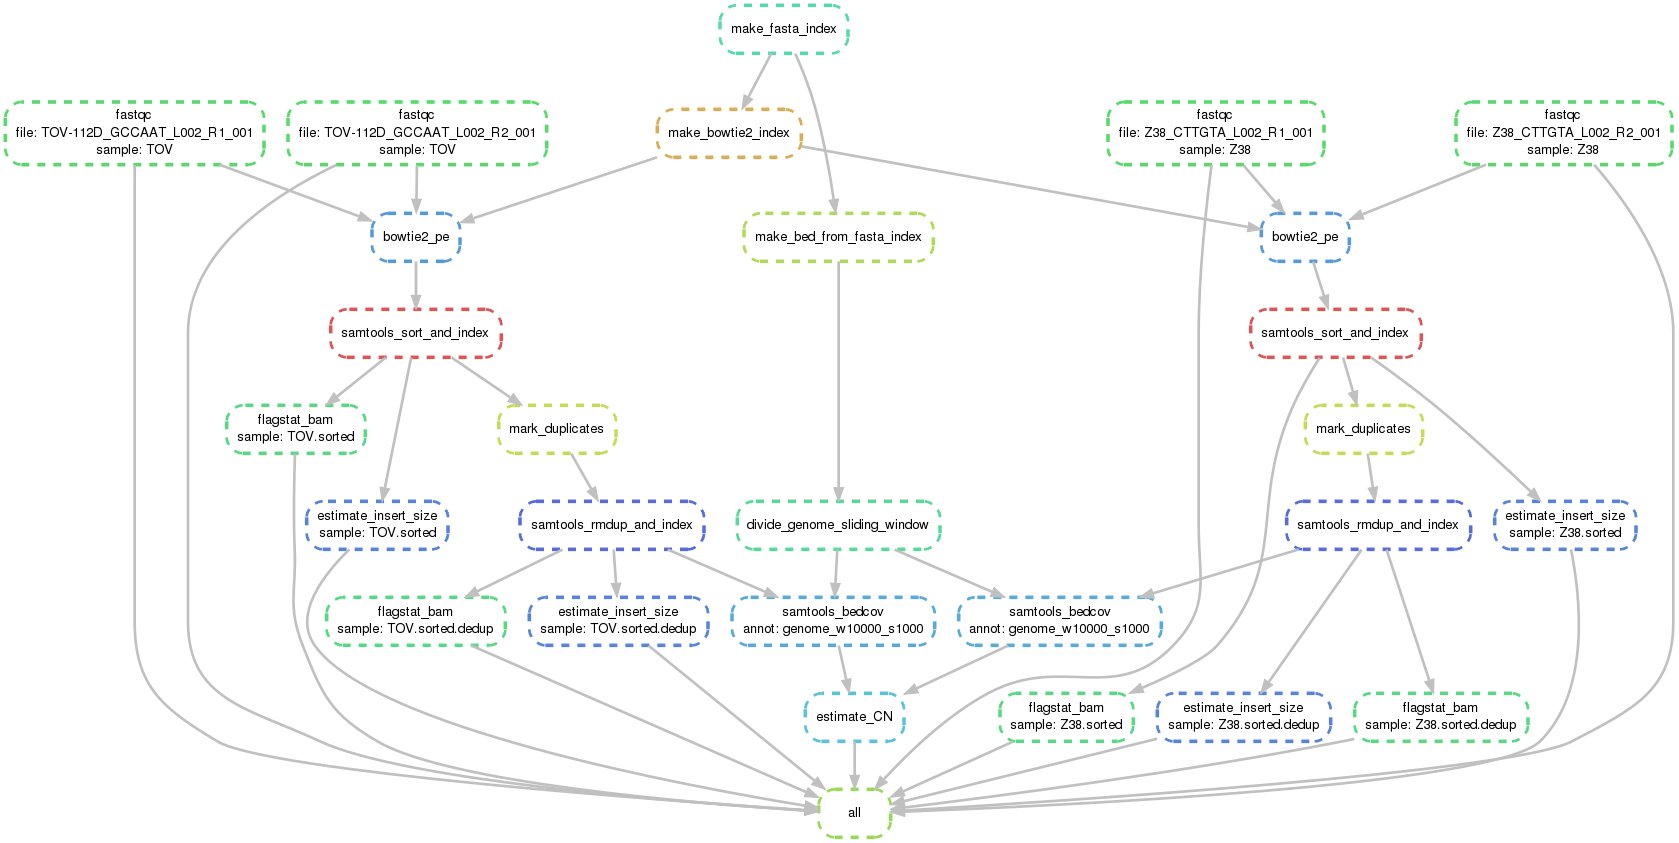 make_fasta_index
fastqc
file: TOV-112D_GCCAAT_L002_R1_001
sample: TOV
fastqc
file: TOV-112D_GCCAAT_L002_R2_001
sample: TOV
make_bowtie2_index
fastqc
file: Z38_CTTGTA_L002_R1_001
sample: Z38
fastqc
file: Z38_CTTGTA_L002_R2_001
sample: Z38
bowtie2_pe
make_bed_from_fasta_index
bowtie2_pe
samtools_sort_and_index
samtools_sort_and_index
flagstat_bam
sample: TOV.sorted
mark_duplicates
mark_duplicates
estimate_insert_size
sample: TOV.sorted
samtools_rmdup_and_index
divide_genome_sliding_window
samtools_rmdup_and_index
estimate_insert_size
sample: Z38.sorted
flagstat_bam
sample: TOV.sorted.dedup
estimate_insert_size
sample: TOV.sorted.dedup
samtools_bedcov
annot: genome_w10000_s1000
samtools_bedcov
annot: genome_w10000_s1000
estimate_CN
flagstat_bam
sample: Z38.sorted
estimate_insert_size
sample: Z38.sorted.dedup
flagstat_bam
sample: Z38.sorted.dedup
all